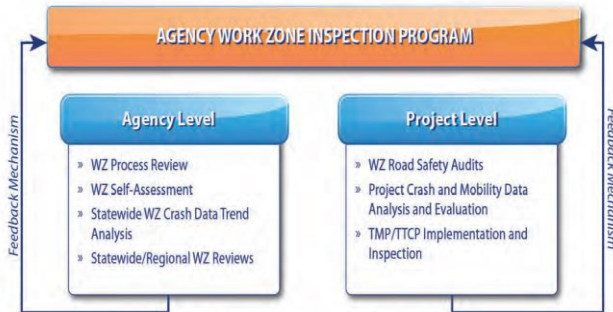 AGENCY WORK ZONE INSPECTION PROGRAM
Feedback Mechanism
Agency Level
» WZ Process Review
» WZ Self-Assessment
» Statewide WZ Crash Data Trend
Analysis
» Statewide/Regional WZ Reviews
Project Level
» WZ Road Safety Audits
» Project Crash and Mobility Data
Analysis and Evaluation
» TMP/TTCP Implementation and
Inspection
Feedback Mechanism